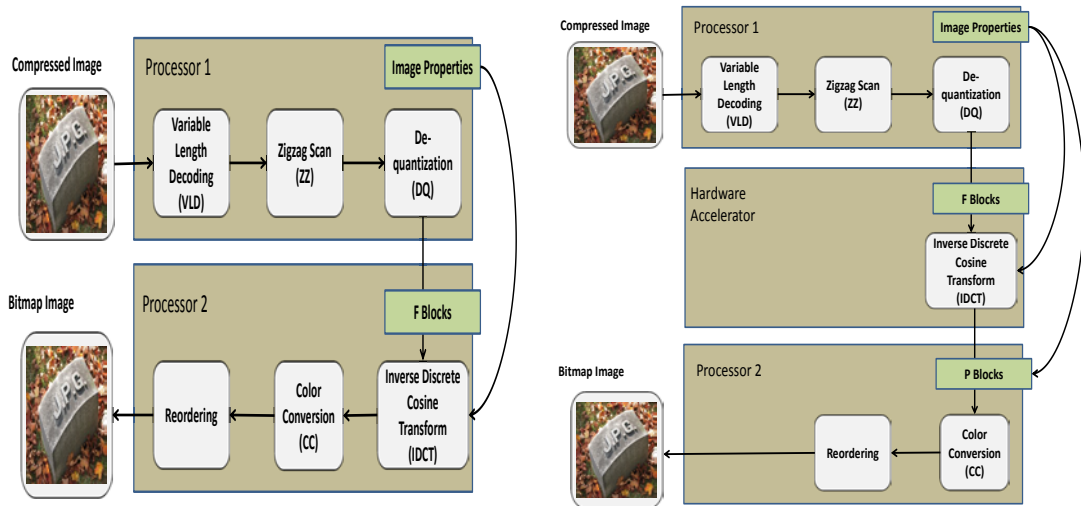 Compressed Image
Processor 1
Image Properties
Variable
Length
Decoding
(VLD)
Zigzag Scan
(ZZ)
De-
quantization
(DQ)
J.P.G.
Bitmap Image
Processor 2
F Blocks
Reordering
Color
Conversion
(CC)
Inverse Discrete
Cosine
Transform
(IDCT)
J.P.G.
Compressed Image
Processor 1
Image Properties
Variable
Length
Decoding
(VLD)
Zigzag Scan
(ZZ)
De-
quantization
(DQ)
J.P.G.
Hardware
Accelerator
F Blocks
Inverse Discrete
Cosine
Transform
(IDCT)
Bitmap Image
Processor 2
P Blocks
Reordering
Color
Conversion
(CC)
J.P.G.